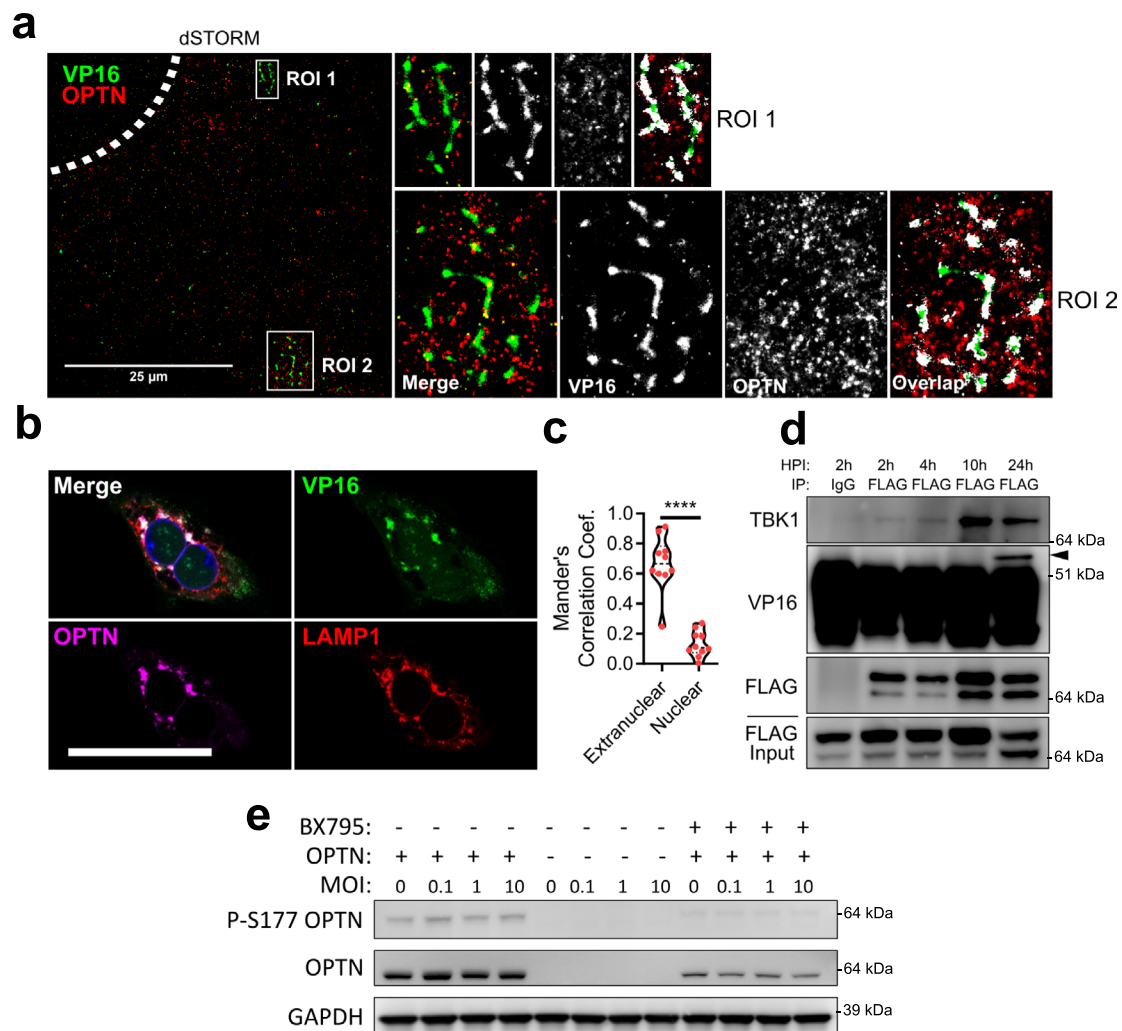 a
dSTORM
VP16
OPTN
ROI 1
ROI 2
25 µm
ROI 1
Merge
VP16
OPTN
Overlap
ROI 2
b
Merge
VP16
OPTN
LAMP1
c
****
Mander's
Correlation Coef.
1.0
0.8
0.6
0.4
0.2
0.0
Extranuclear
Nuclear
d
HPI: 2h 2h 4h 10h 24h
IP: IgG FLAG FLAG FLAG FLAG
TBK1
64 kDa
51 kDa
VP16
FLAG
64 kDa
FLAG
Input
64 kDa
e
BX795: - - - - - - - - + + + +
OPTN: + + + + - - - - + + + +
MOI: 0 0.1 1 10 0 0.1 1 10 0 0.1 1 10
P-S177 OPTN
64 kDa
OPTN
64 kDa
GAPDH
39 kDa